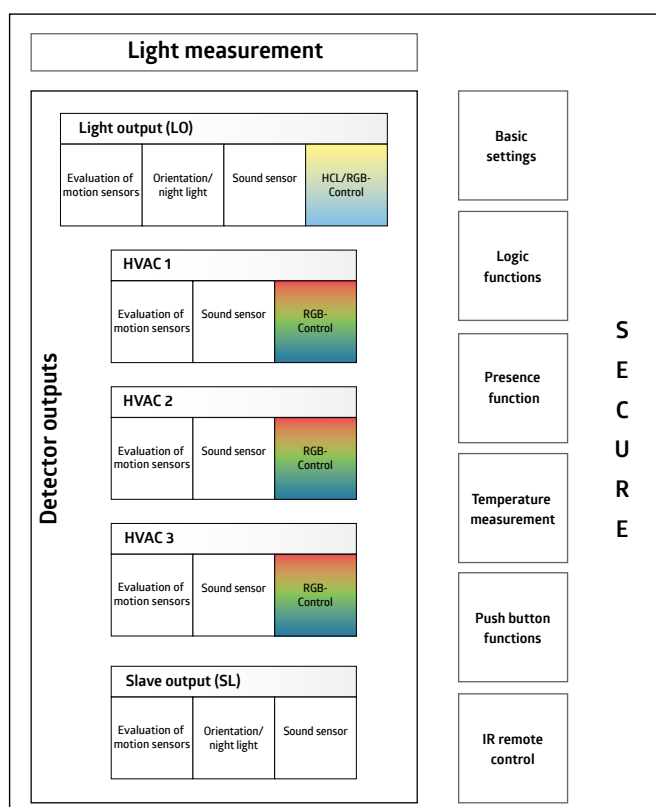 Light measurement
Detector outputs
Light output (LO)
Evaluation of
motion sensors
Orientation/
night light
Sound sensor
HCL/RGB-
Control
HVAC 1
Evaluation of
motion sensors
Sound sensor
RGB-
Control
HVAC 2
Evaluation of
motion sensors
Sound sensor
RGB-
Control
HVAC 3
Evaluation of
motion sensors
Sound sensor
RGB-
Control
Slave output (SL)
Evaluation of
motion sensors
Orientation/
night light
Sound sensor
Basic
settings
Logic
functions
Presence
function
Temperature
measurement
Push button
functions
IR remote
control
S
E
C
U
R
E